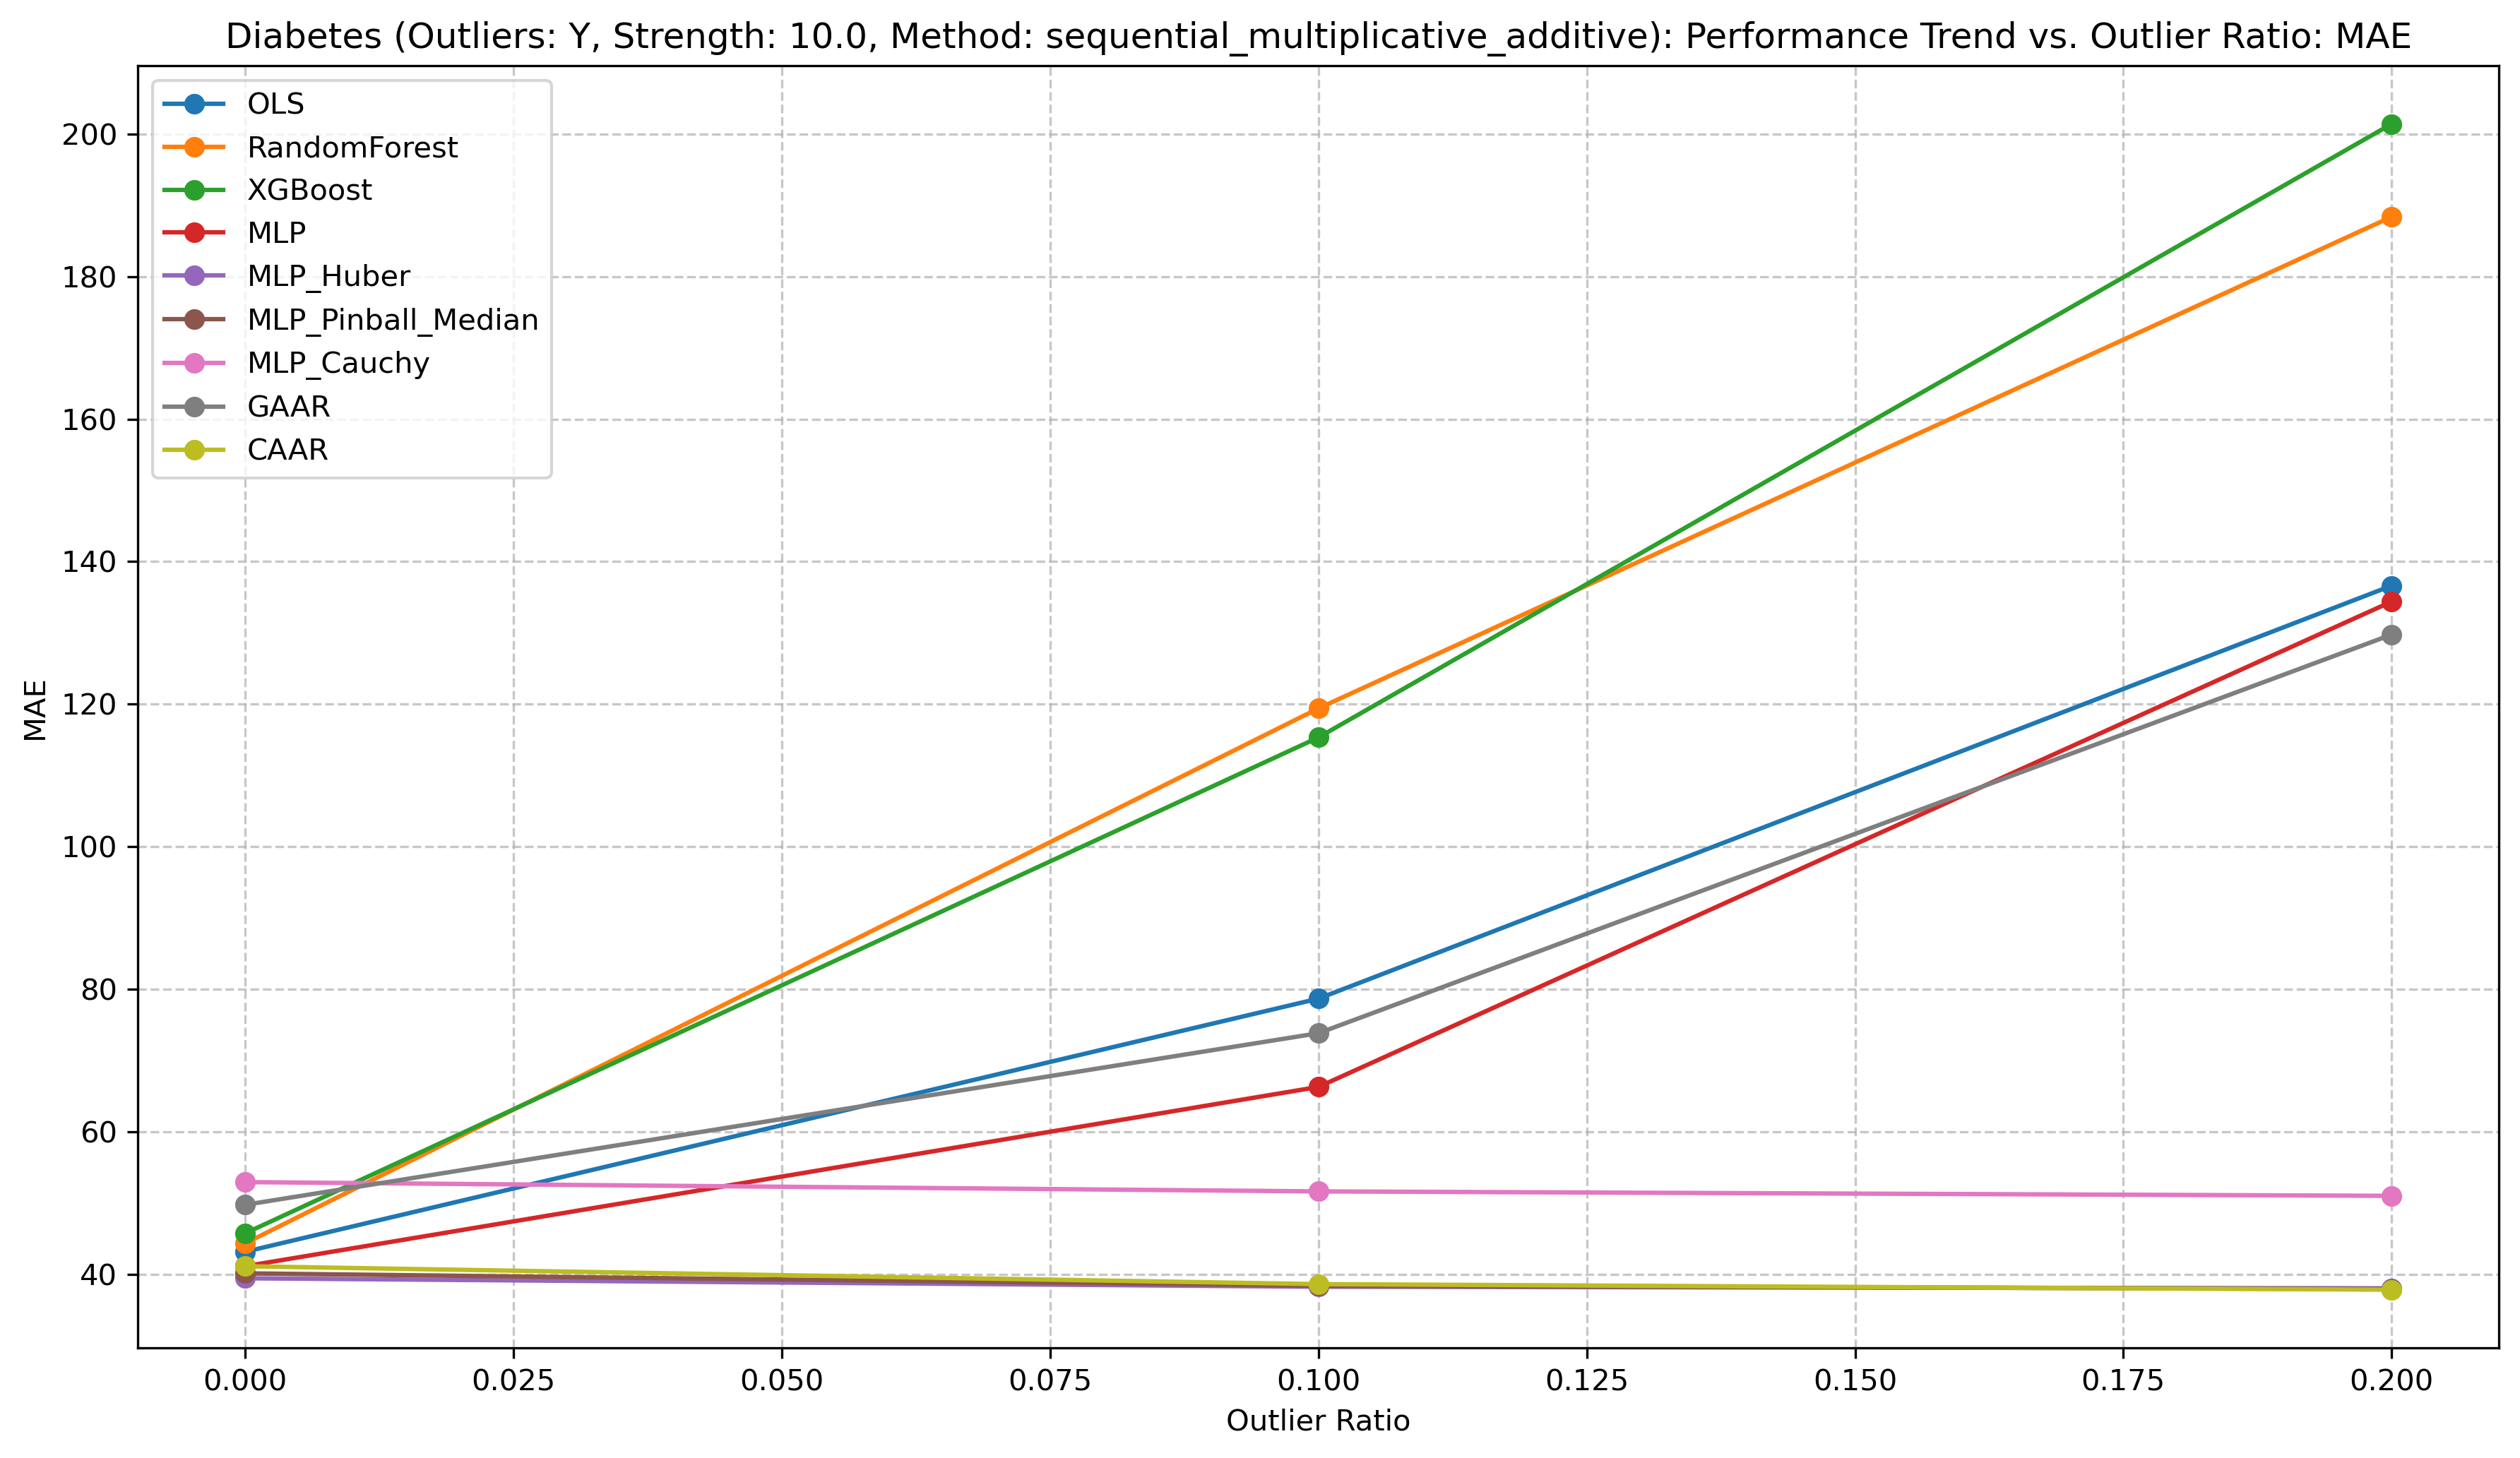 Diabetes (Outliers: Y, Strength: 10.0, Method: sequential_multiplicative_additive): Performance Trend vs. Outlier Ratio: MAE
OLS
RandomForest
XGBoost
MLP
MLP_Huber
MLP_Pinball_Median
MLP_Cauchy
GAAR
CAAR
MAE
200
180
160
140
120
100
80
60
40
0.000 0.025 0.050 0.075 0.100 0.125 0.150 0.175 0.200
Outlier Ratio